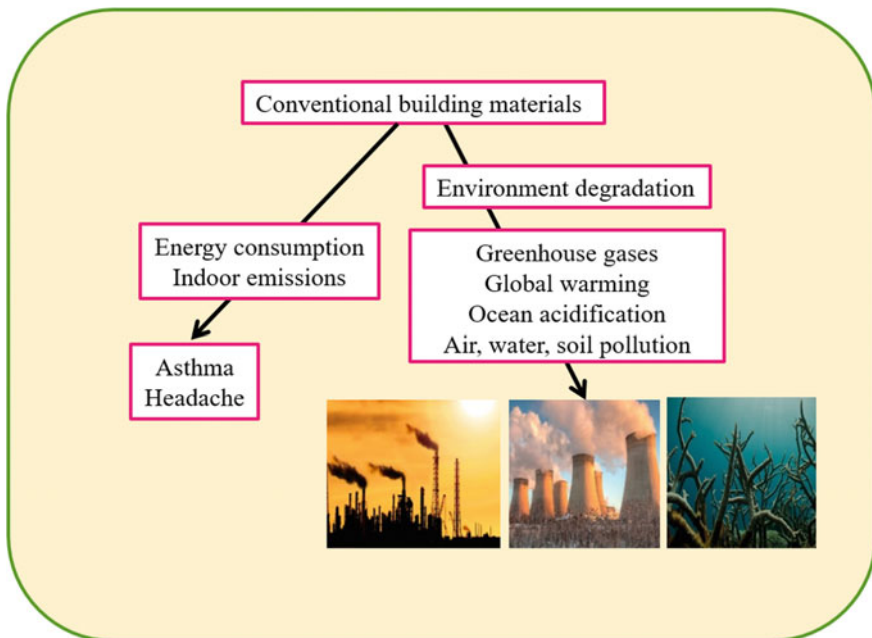 Conventional building materials
Environment degradation
Energy consumption
Indoor emissions
Greenhouse gases
Global warming
Ocean acidification
Air, water, soil pollution
Asthma
Headache